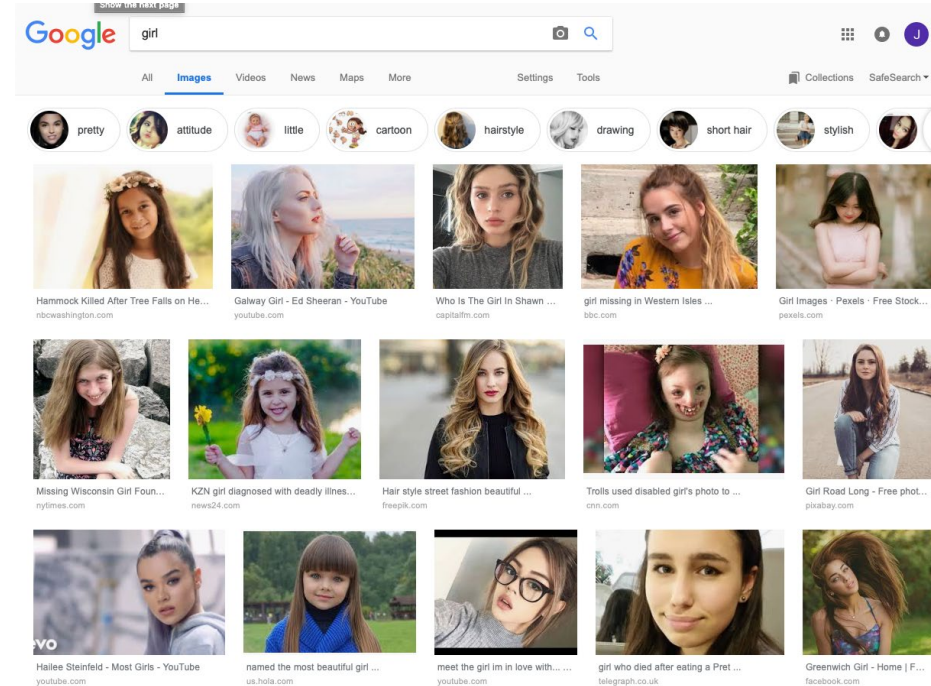 Show the next page
Google
girl
J
All Images Videos News Maps More Settings Tools Collections SafeSearch
pretty attitude little cartoon hairstyle drawing short hair stylish
Hammock Killed After Tree Falls on He...
nbcwashington.com
Galway Girl - Ed Sheeran - YouTube
youtube.com
Who Is The Girl In Shawn ...
capitalfm.com
girl missing in Western Isles ...
bbc.com
Girl Images · Pexels · Free Stock...
pexels.com
Missing Wisconsin Girl Foun...
nytimes.com
KZN girl diagnosed with deadly illnes...
news24.com
Hair style street fashion beautiful ...
freepik.com
Trolls used disabled girl's photo to ...
cnn.com
Girl Road Long - Free phot...
pixabay.com
evo
Hailee Steinfeld - Most Girls - YouTube
youtube.com
named the most beautiful girl ...
us.hola.com
meet the girl im in love with... ...
youtube.com
girl who died after eating a Pret ...
telegraph.co.uk
Greenwich Girl - Home | F...
facebook.com